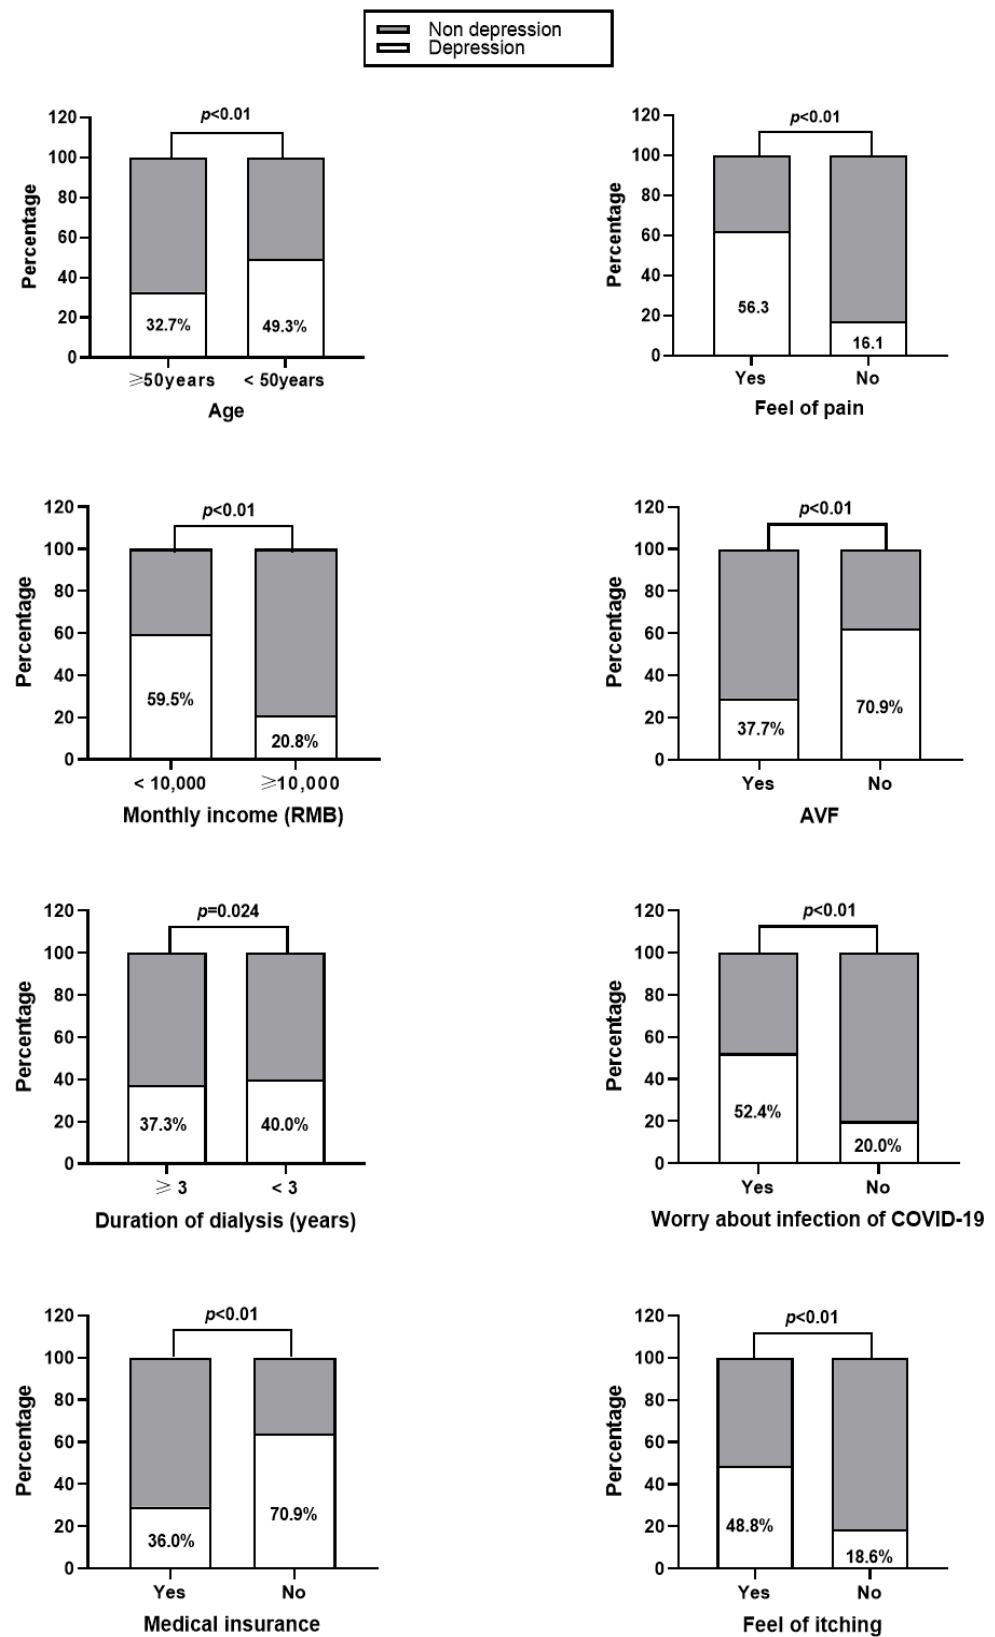 Non depression
Depression
p<0.01
120
100
80
60
40
20
0
Percentage
32.7%
49.3%
≥50years
< 50years
Age
p<0.01
120
100
80
60
40
20
0
Percentage
56.3
16.1
Yes
No
Feel of pain
p<0.01
120
100
80
60
40
20
0
Percentage
59.5%
20.8%
< 10,000
≥10,000
Monthly income (RMB)
p<0.01
120
100
80
60
40
20
0
Percentage
37.7%
70.9%
Yes
No
AVF
p=0.024
120
100
80
60
40
20
0
Percentage
37.3%
40.0%
≥ 3
< 3
Duration of dialysis (years)
p<0.01
120
100
80
60
40
20
0
Percentage
52.4%
20.0%
Yes
No
Worry about infection of COVID-19
p<0.01
120
100
80
60
40
20
0
Percentage
36.0%
70.9%
Yes
No
Medical insurance
p<0.01
120
100
80
60
40
20
0
Percentage
48.8%
18.6%
Yes
No
Feel of itching